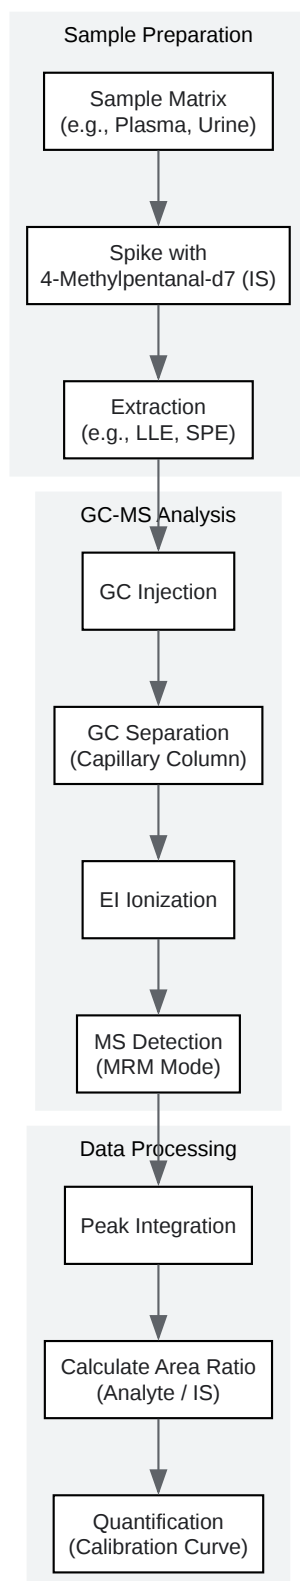 Sample Preparation
Sample Matrix
(e.g., Plasma, Urine)
Spike with
4-Methylpentanal-d7 (IS)
Extraction
(e.g., LLE, SPE)
GC-MS Analysis
GC Injection
GC Separation
(Capillary Column)
EI Ionization
MS Detection
(MRM Mode)
Data Processing
Peak Integration
Calculate Area Ratio
(Analyte / IS)
Quantification
(Calibration Curve)